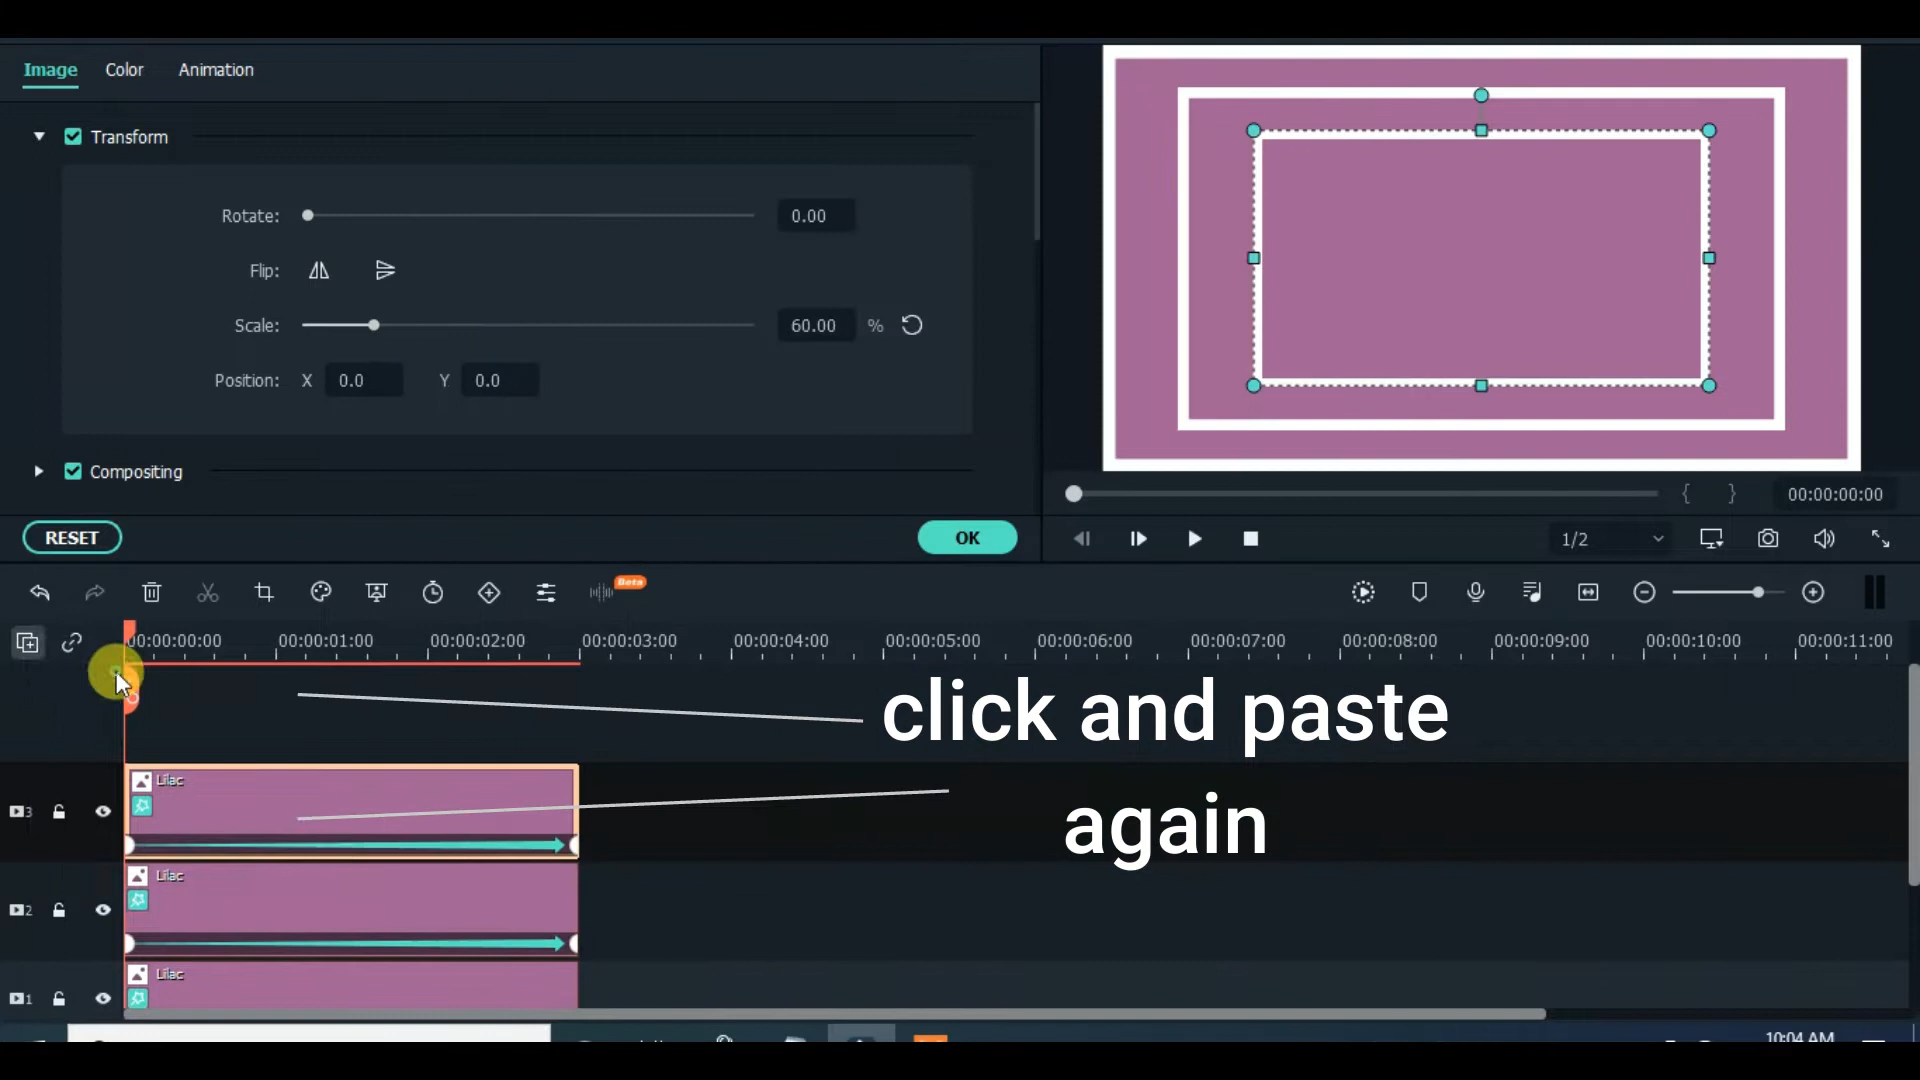 Image Color Animation
Transform
Rotate: 0.00
Flip:
Scale: 60.00 %
Position: X 0.0 Y 0.0
Compositing
RESET OK
{ } 00:00:00:00
1/2
Beta
00:00:00:00 00:00:01:00 00:00:02:00 00:00:03:00 00:00:04:00 00:00:05:00 00:00:06:00 00:00:07:00 00:00:08:00 00:00:09:00 00:00:10:00 00:00:11:00
click and paste
again
Lilac
3
Lilac
2
Lilac
1
10:04 AM